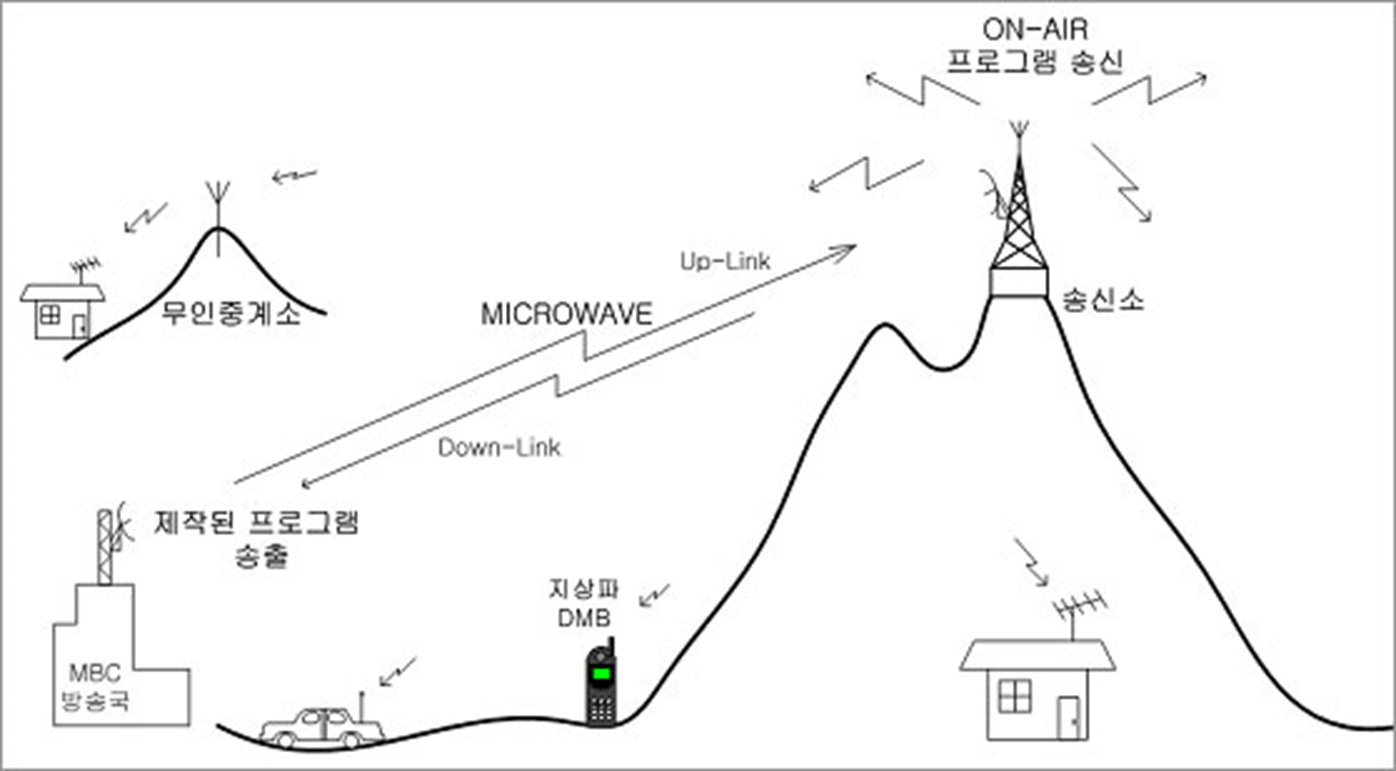 ON-AIR
프로그램 송신
Up-Link
MICROWAVE
송신소
무인중계소
Down-Link
제작된 프로그램
송출
지상파
DMB
MBC
방송국